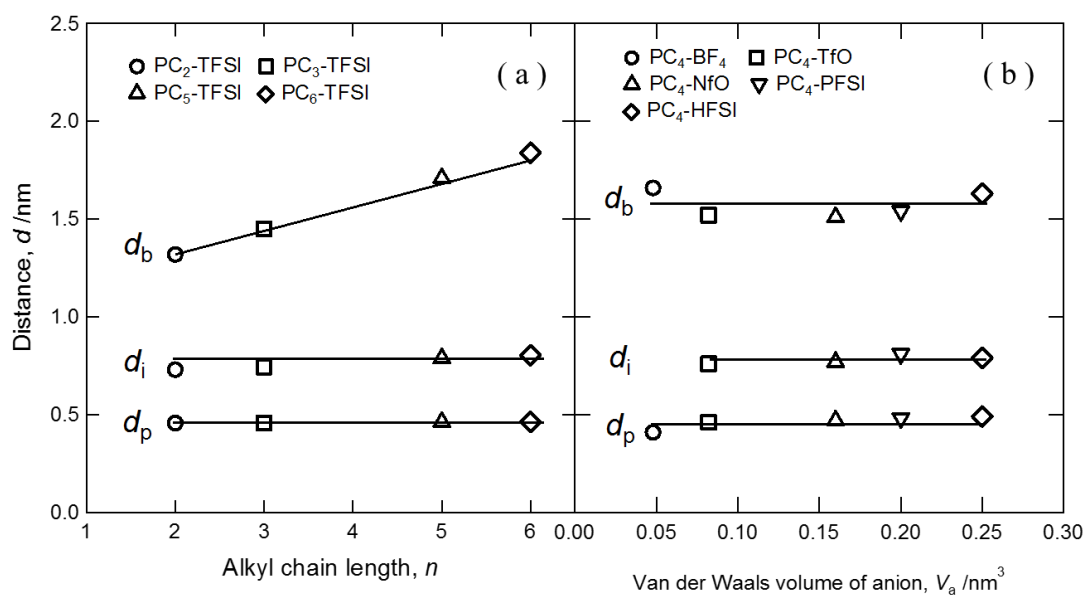 2.5
2.0
1.5
1.0
0.5
0.0
Distance, d /nm
PC2-TFSI PC3-TFSI
PC5-TFSI PC6-TFSI
( a )
db
di
dp
1 2 3 4 5 6
Alkyl chain length, n
PC4-BF4 PC4-TfO
PC4-NfO PC4-PFSI
PC4-HFSI
( b )
db
di
dp
0.00 0.05 0.10 0.15 0.20 0.25 0.30
Van der Waals volume of anion, Va /nm3